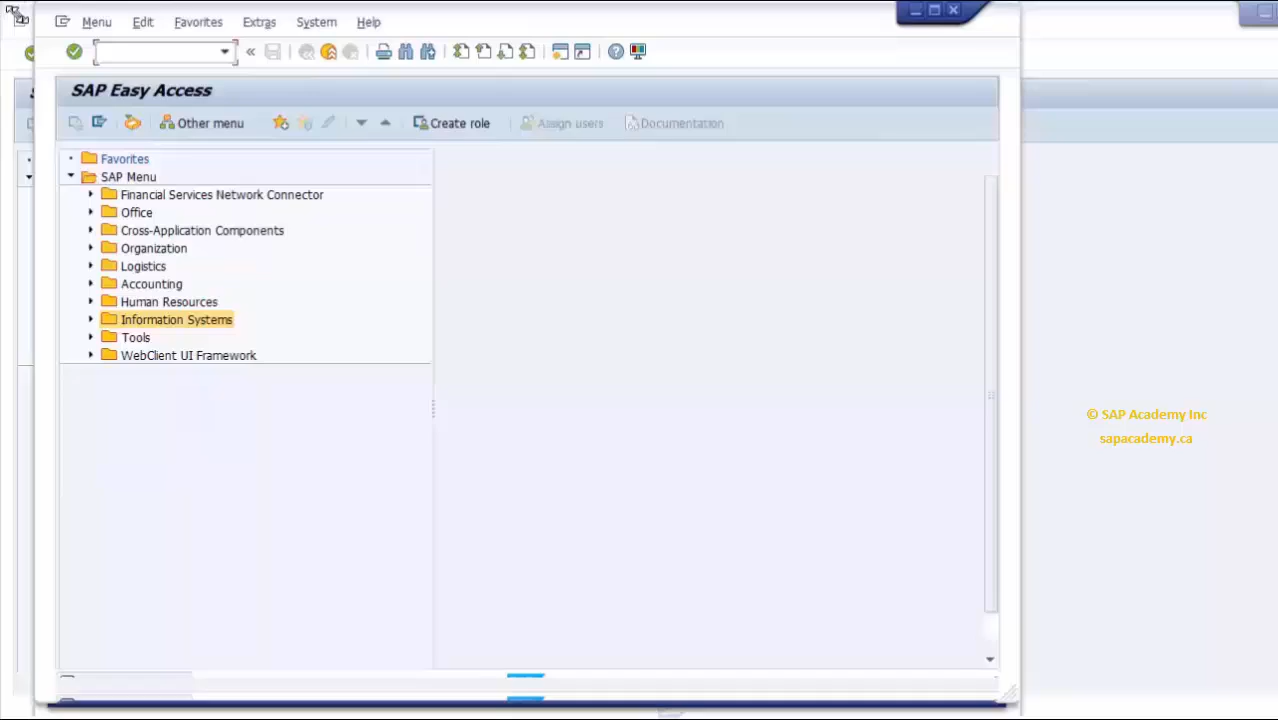 Menu Edit Favorites Extras System Help
SAP Easy Access
Other menu Create role Assign users Documentation
Favorites
SAP Menu
Financial Services Network Connector
Office
Cross-Application Components
Organization
Logistics
Accounting
Human Resources
Information Systems
Tools
WebClient UI Framework
© SAP Academy Inc
sapacademy.ca